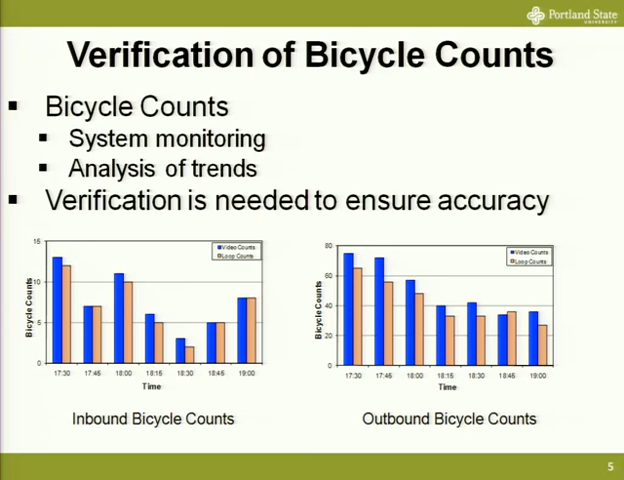 Portland State
UNIVERSITY
Verification of Bicycle Counts
Bicycle Counts
System monitoring
Analysis of trends
Verification is needed to ensure accuracy
15
10
5
0
Bicycle Counts
Video Counts
Loop Counts
17:30 17:45 18:00 18:15 18:30 18:45 19:00
Time
Inbound Bicycle Counts
80
60
40
20
0
Bicycle Counts
Video Counts
Loop Counts
17:30 17:45 18:00 18:15 18:30 18:45 19:00
Time
Outbound Bicycle Counts
5